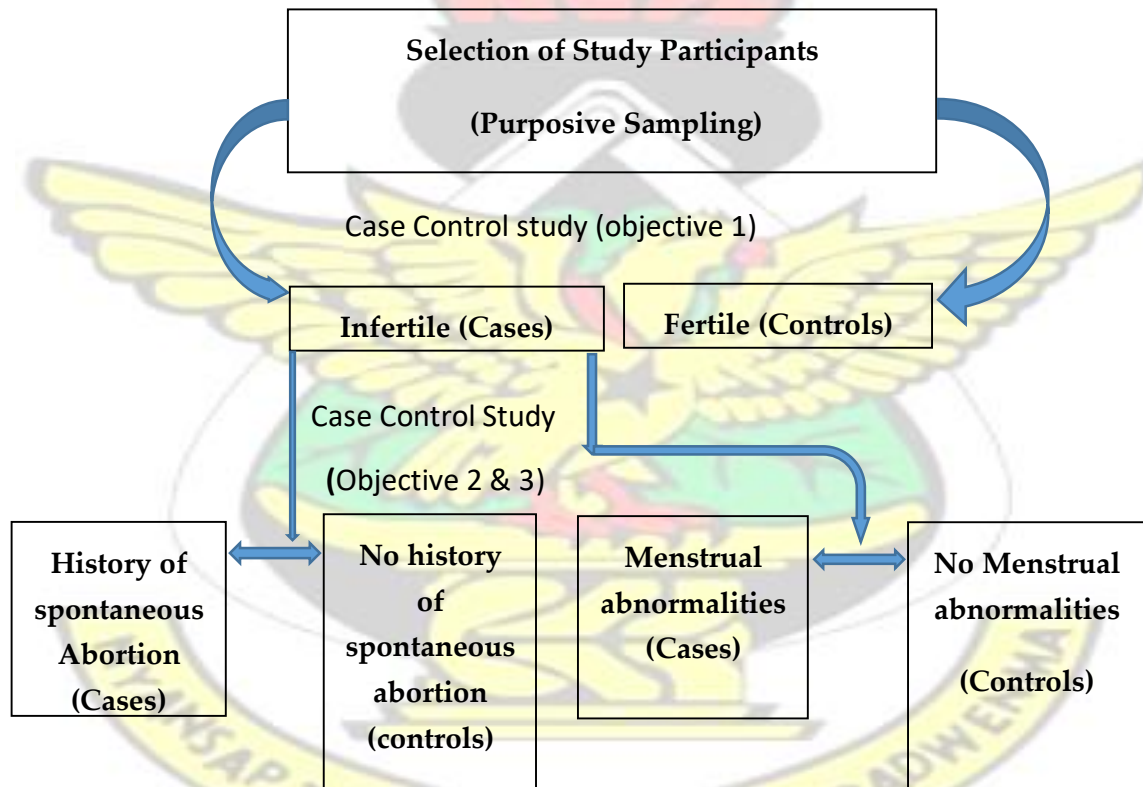 Selection of Study Participants
(Purposive Sampling)
Case Control study (objective 1)
Infertile (Cases)
Fertile (Controls)
Case Control Study
(Objective 2 & 3)
History of
spontaneous
Abortion
(Cases)
No history
of
spontaneous
abortion
(controls)
Menstrual
abnormalities
(Cases)
No Menstrual
abnormalities
(Controls)